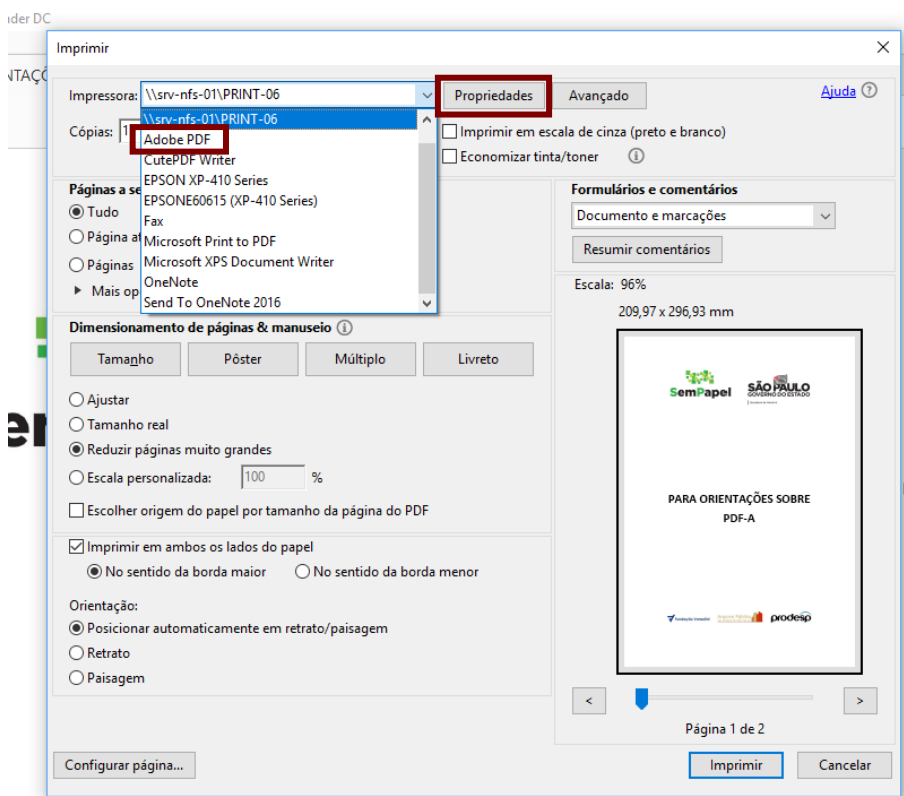 ader DC
Imprimir
NTAÇÕ
Impressora: \\srv-nfs-01\PRINT-06 Propriedades Avançado Ajuda
\\srv-nfs-01\PRINT-06
Cópias: 1 Adobe PDF Imprimir em escala de cinza (preto e branco)
CutePDF Writer Economizar tinta/toner
EPSON XP-410 Series
Páginas a se Formulários e comentários
EPSONE60615 (XP-410 Series)
Tudo Documento e marcações
Fax
Página at Microsoft Print to PDF
Resumir comentários
Páginas Microsoft XPS Document Writer
OneNote
Mais op Escala: 96%
Send To OneNote 2016
209,97 x 296,93 mm
Dimensionamento de páginas & manuseio
Tamanho Pôster Múltiplo Livreto
SemPapel SÃO PAULO
GOVERNO DO ESTADO
Ajustar
er
Tamanho real
Reduzir páginas muito grandes
Escala personalizada: 100 %
PARA ORIENTAÇÕES SOBRE
PDF-A
Escolher origem do papel por tamanho da página do PDF
Imprimir em ambos os lados do papel
No sentido da borda maior No sentido da borda menor
Orientação:
Posicionar automaticamente em retrato/paisagem
prodesp
Retrato
Paisagem
< >
Página 1 de 2
Configurar página... Imprimir Cancelar